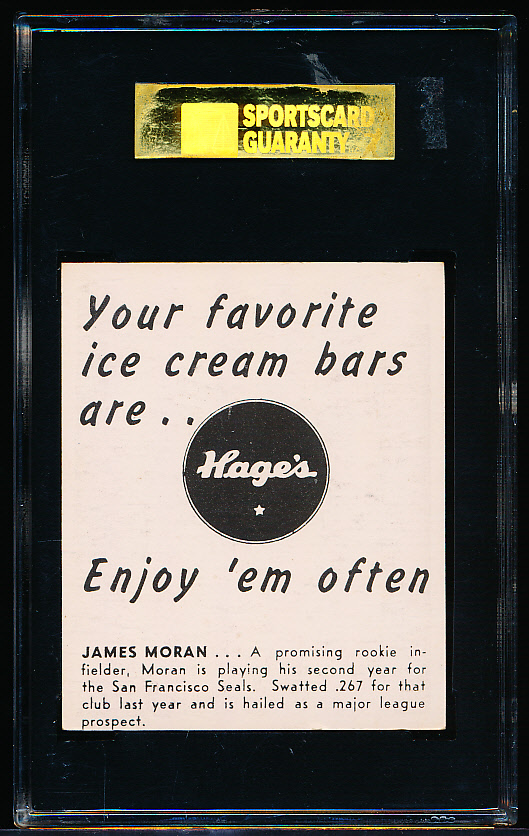 SPORTSCARD
GUARANTY
Your favorite
ice cream bars
are . .
Hage's
Enjoy 'em often
JAMES MORAN . . . A promising rookie in-
fielder, Moran is playing his second year for
the San Francisco Seals. Swatted .267 for that
club last year and is hailed as a major league
prospect.